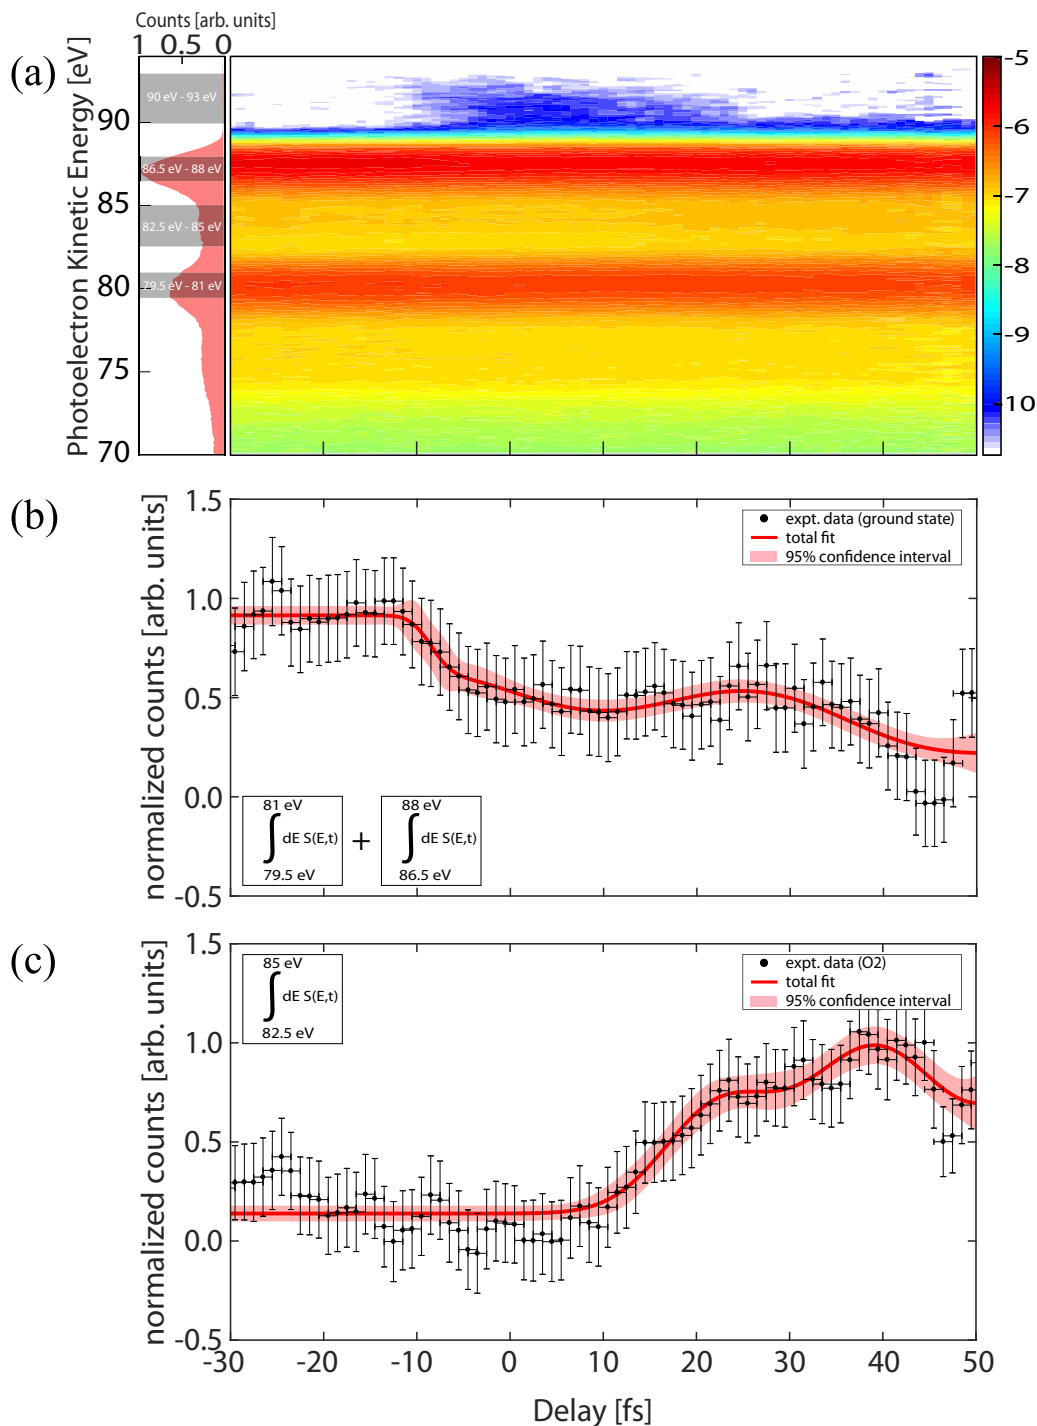 Counts [arb. units]
1 0.5 0
(a)
Photoelectron Kinetic Energy [eV]
90 eV - 93 eV
86.5 eV - 88 eV
82.5 eV - 85 eV
79.5 eV - 81 eV
90
85
80
75
70
-5
-6
-7
-8
-9
10
(b)
normalized counts [arb. units]
1.5
1.0
0.5
0.0
-0.5
expt. data (ground state)
total fit
95% confidence interval
81 eV
∫ dE S(E,t)
79.5 eV
+
88 eV
∫ dE S(E,t)
86.5 eV
(c)
normalized counts [arb. units]
1.5
1.0
0.5
0.0
-0.5
85 eV
∫ dE S(E,t)
82.5 eV
expt. data (O2)
total fit
95% confidence interval
-30 -20 -10 0 10 20 30 40 50
Delay [fs]